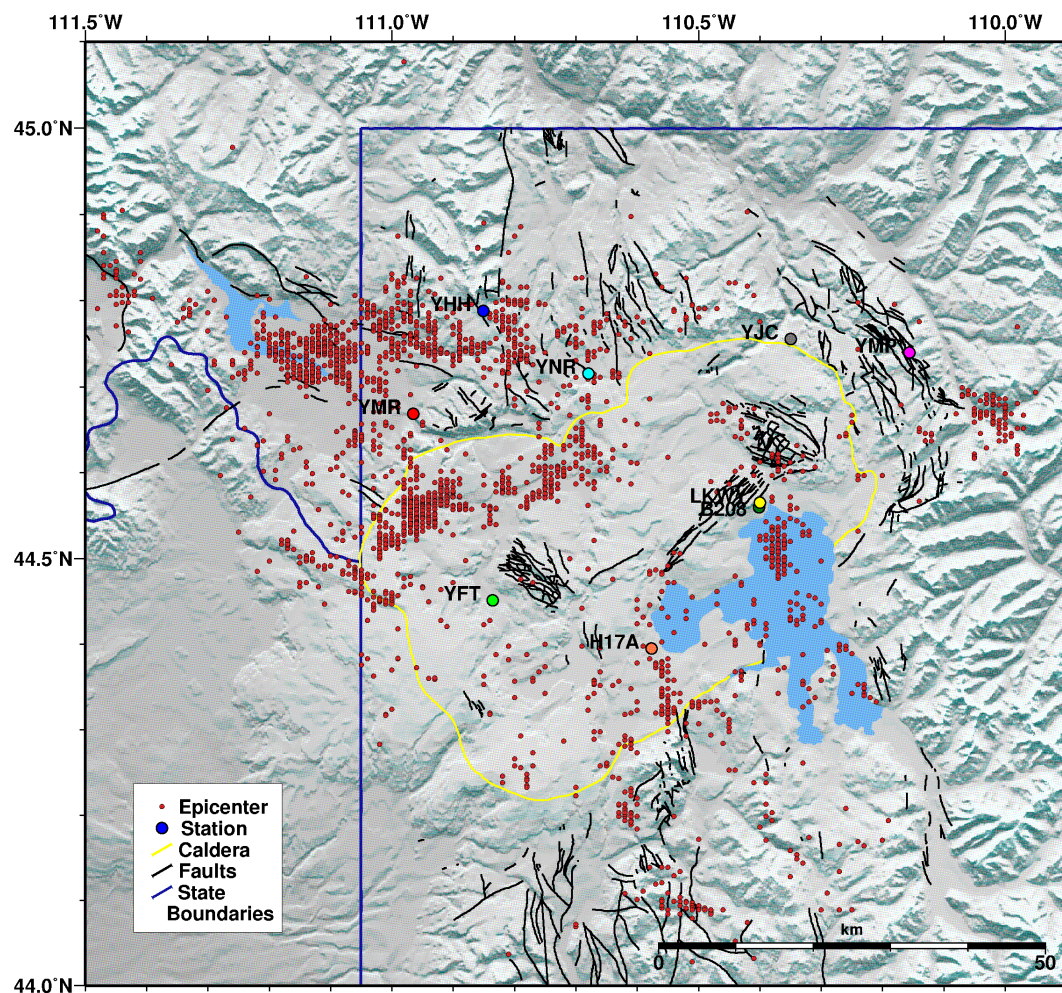 111.5°W 111.0°W 110.5°W 110.0°W
45.0°N
YHH
YJC
YMP
YNR
YMR
LKWY
B208
44.5°N
YFT
H17A
Epicenter
Station
Caldera
Faults
State
Boundaries
km
0 50
44.0°N